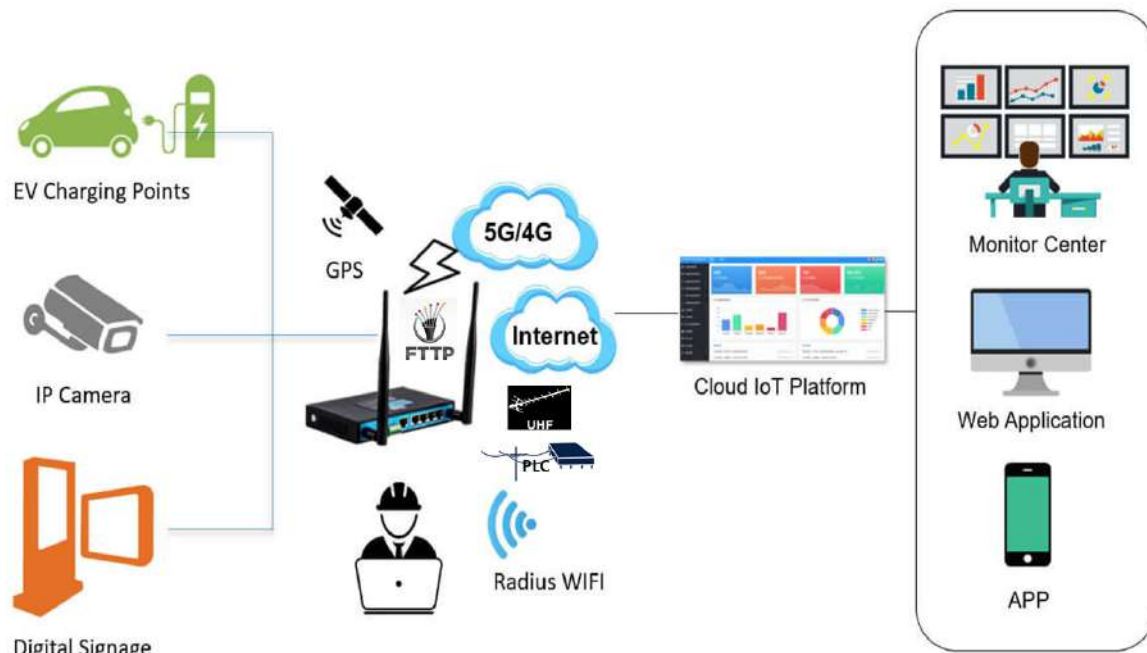 EV Charging Points
IP Camera
Digital Signage
GPS
5G/4G
FTTP
Internet
UHF
PLC
Radius WIFI
Cloud IoT Platform
Monitor Center
Web Application
APP